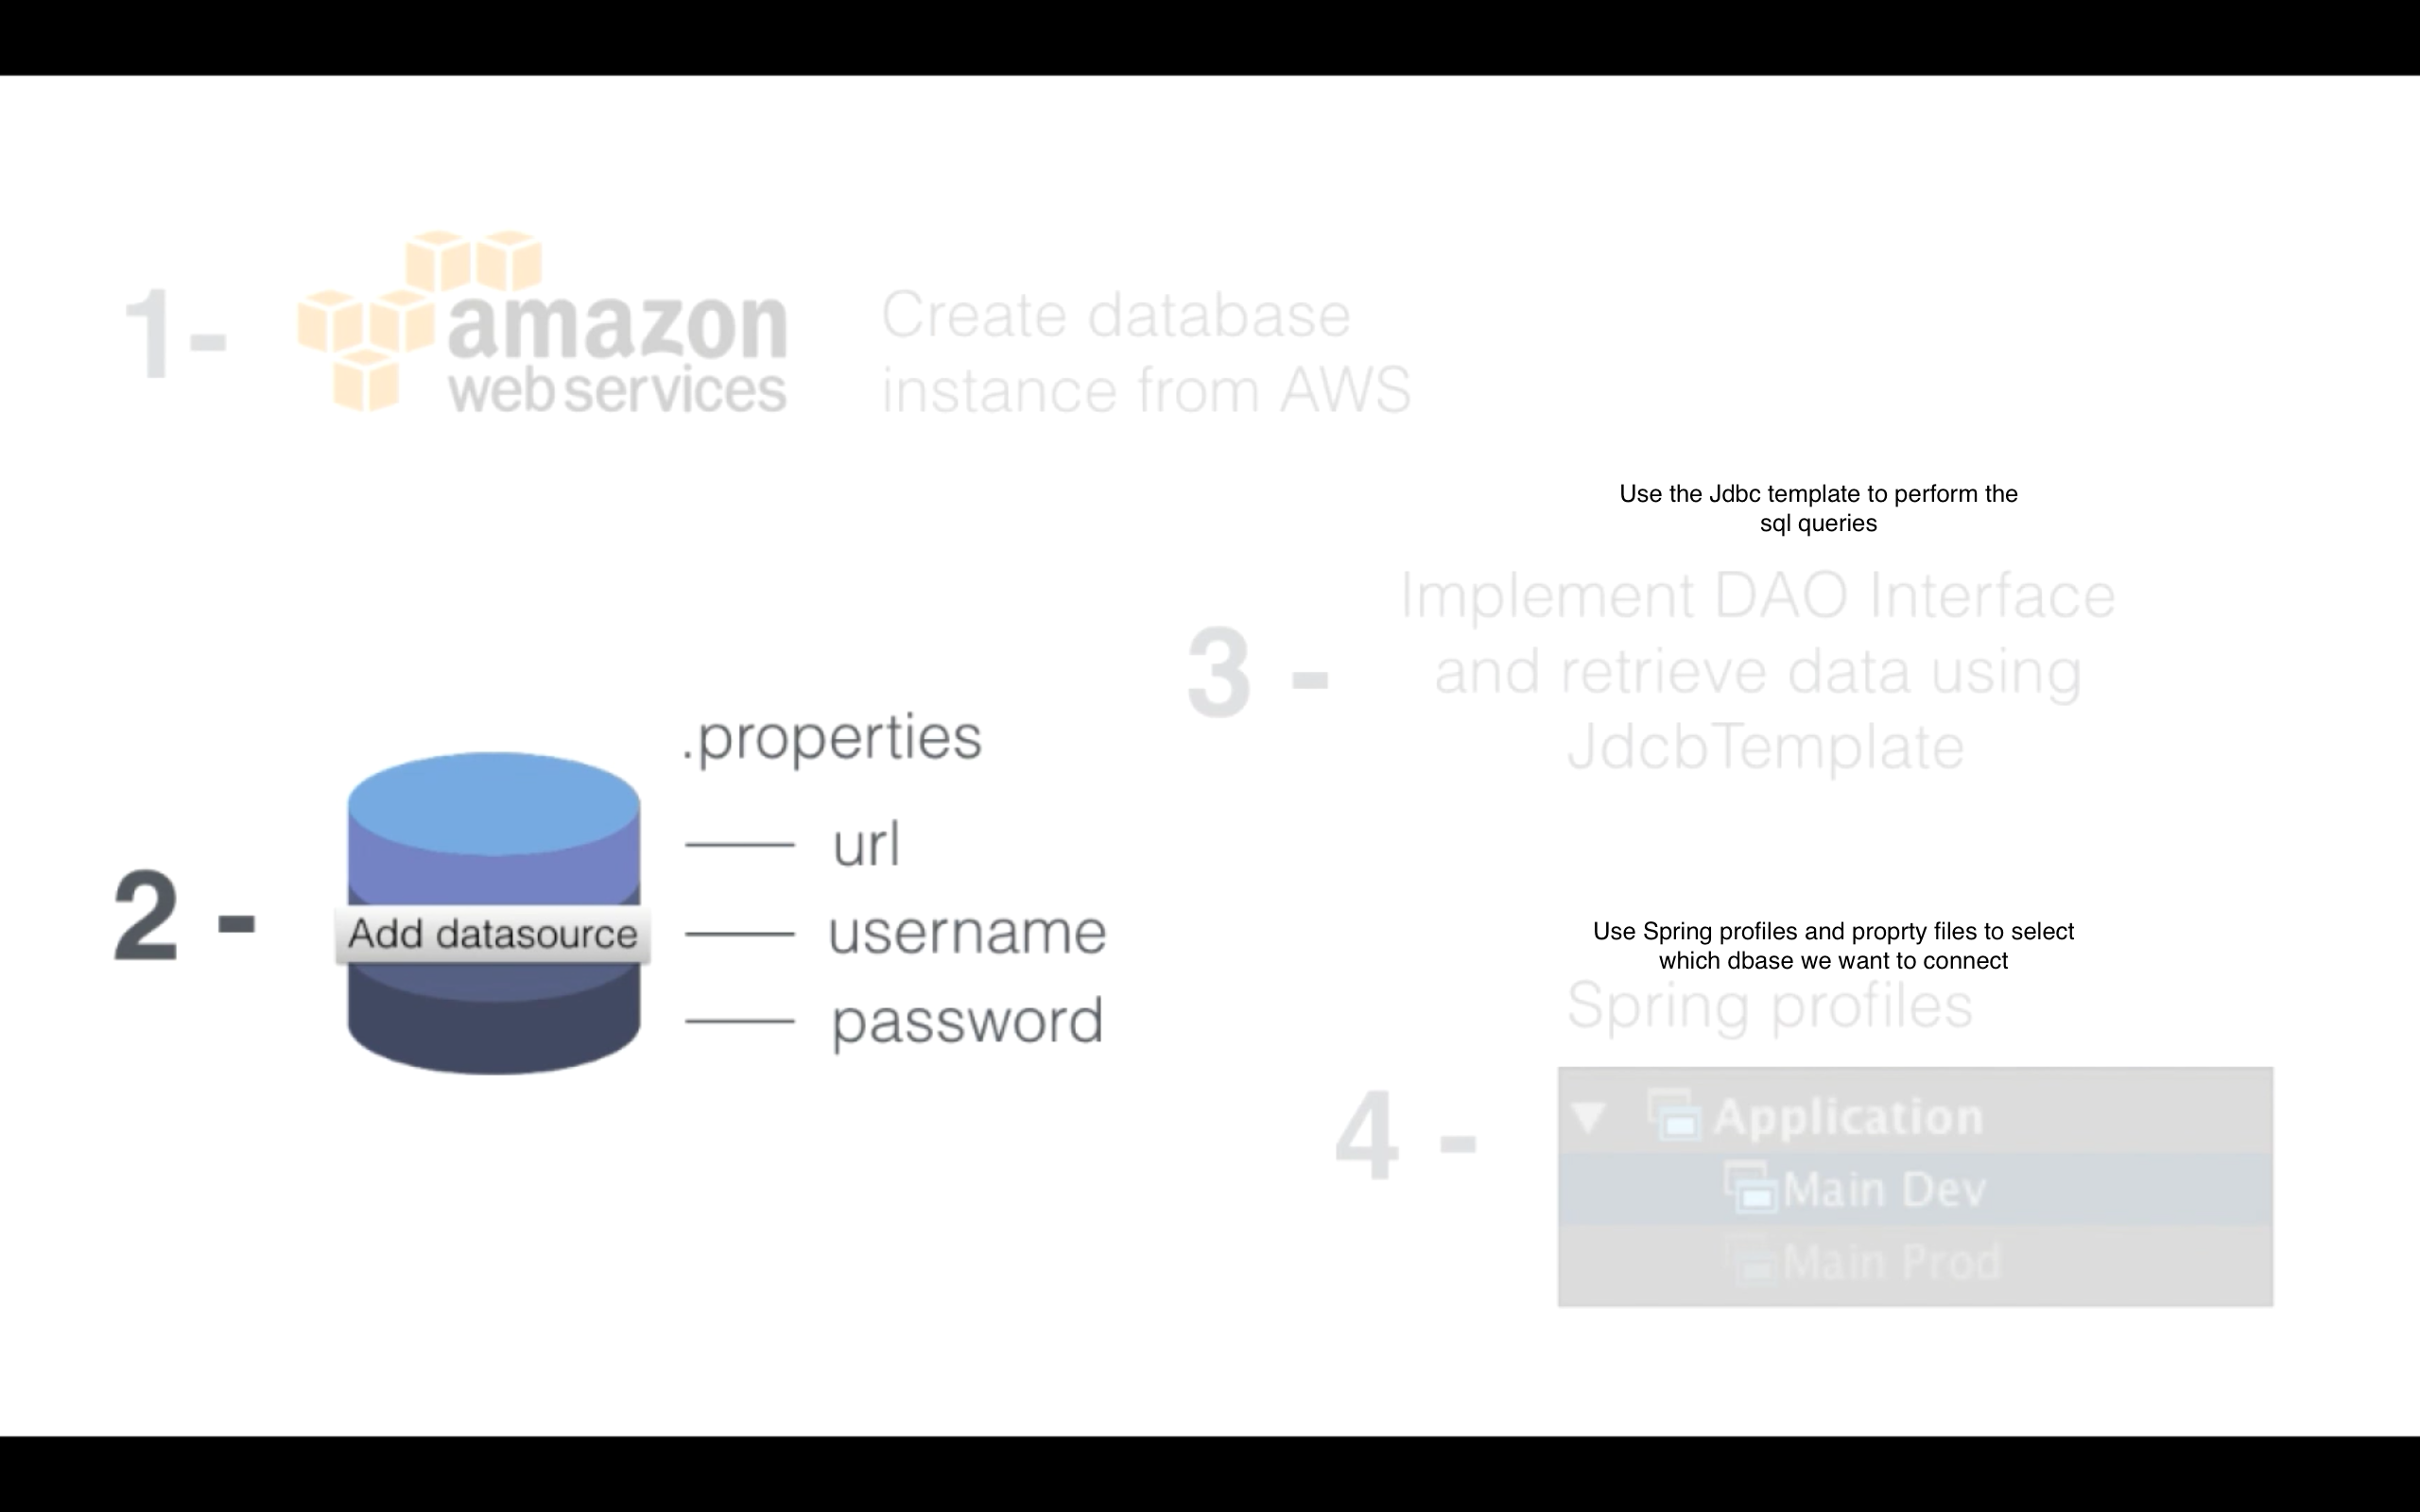 1-
amazon
webservices
Create database
instance from AWS
2 -
Add datasource
.properties
url
username
password
Use the Jdbc template to perform the
sql queries
3 -
Implement DAO Interface
and retrieve data using
JdcbTemplate
Use Spring profiles and proprty files to select
which dbase we want to connect
Spring profiles
4 -
Application
Main Dev
Main Prod